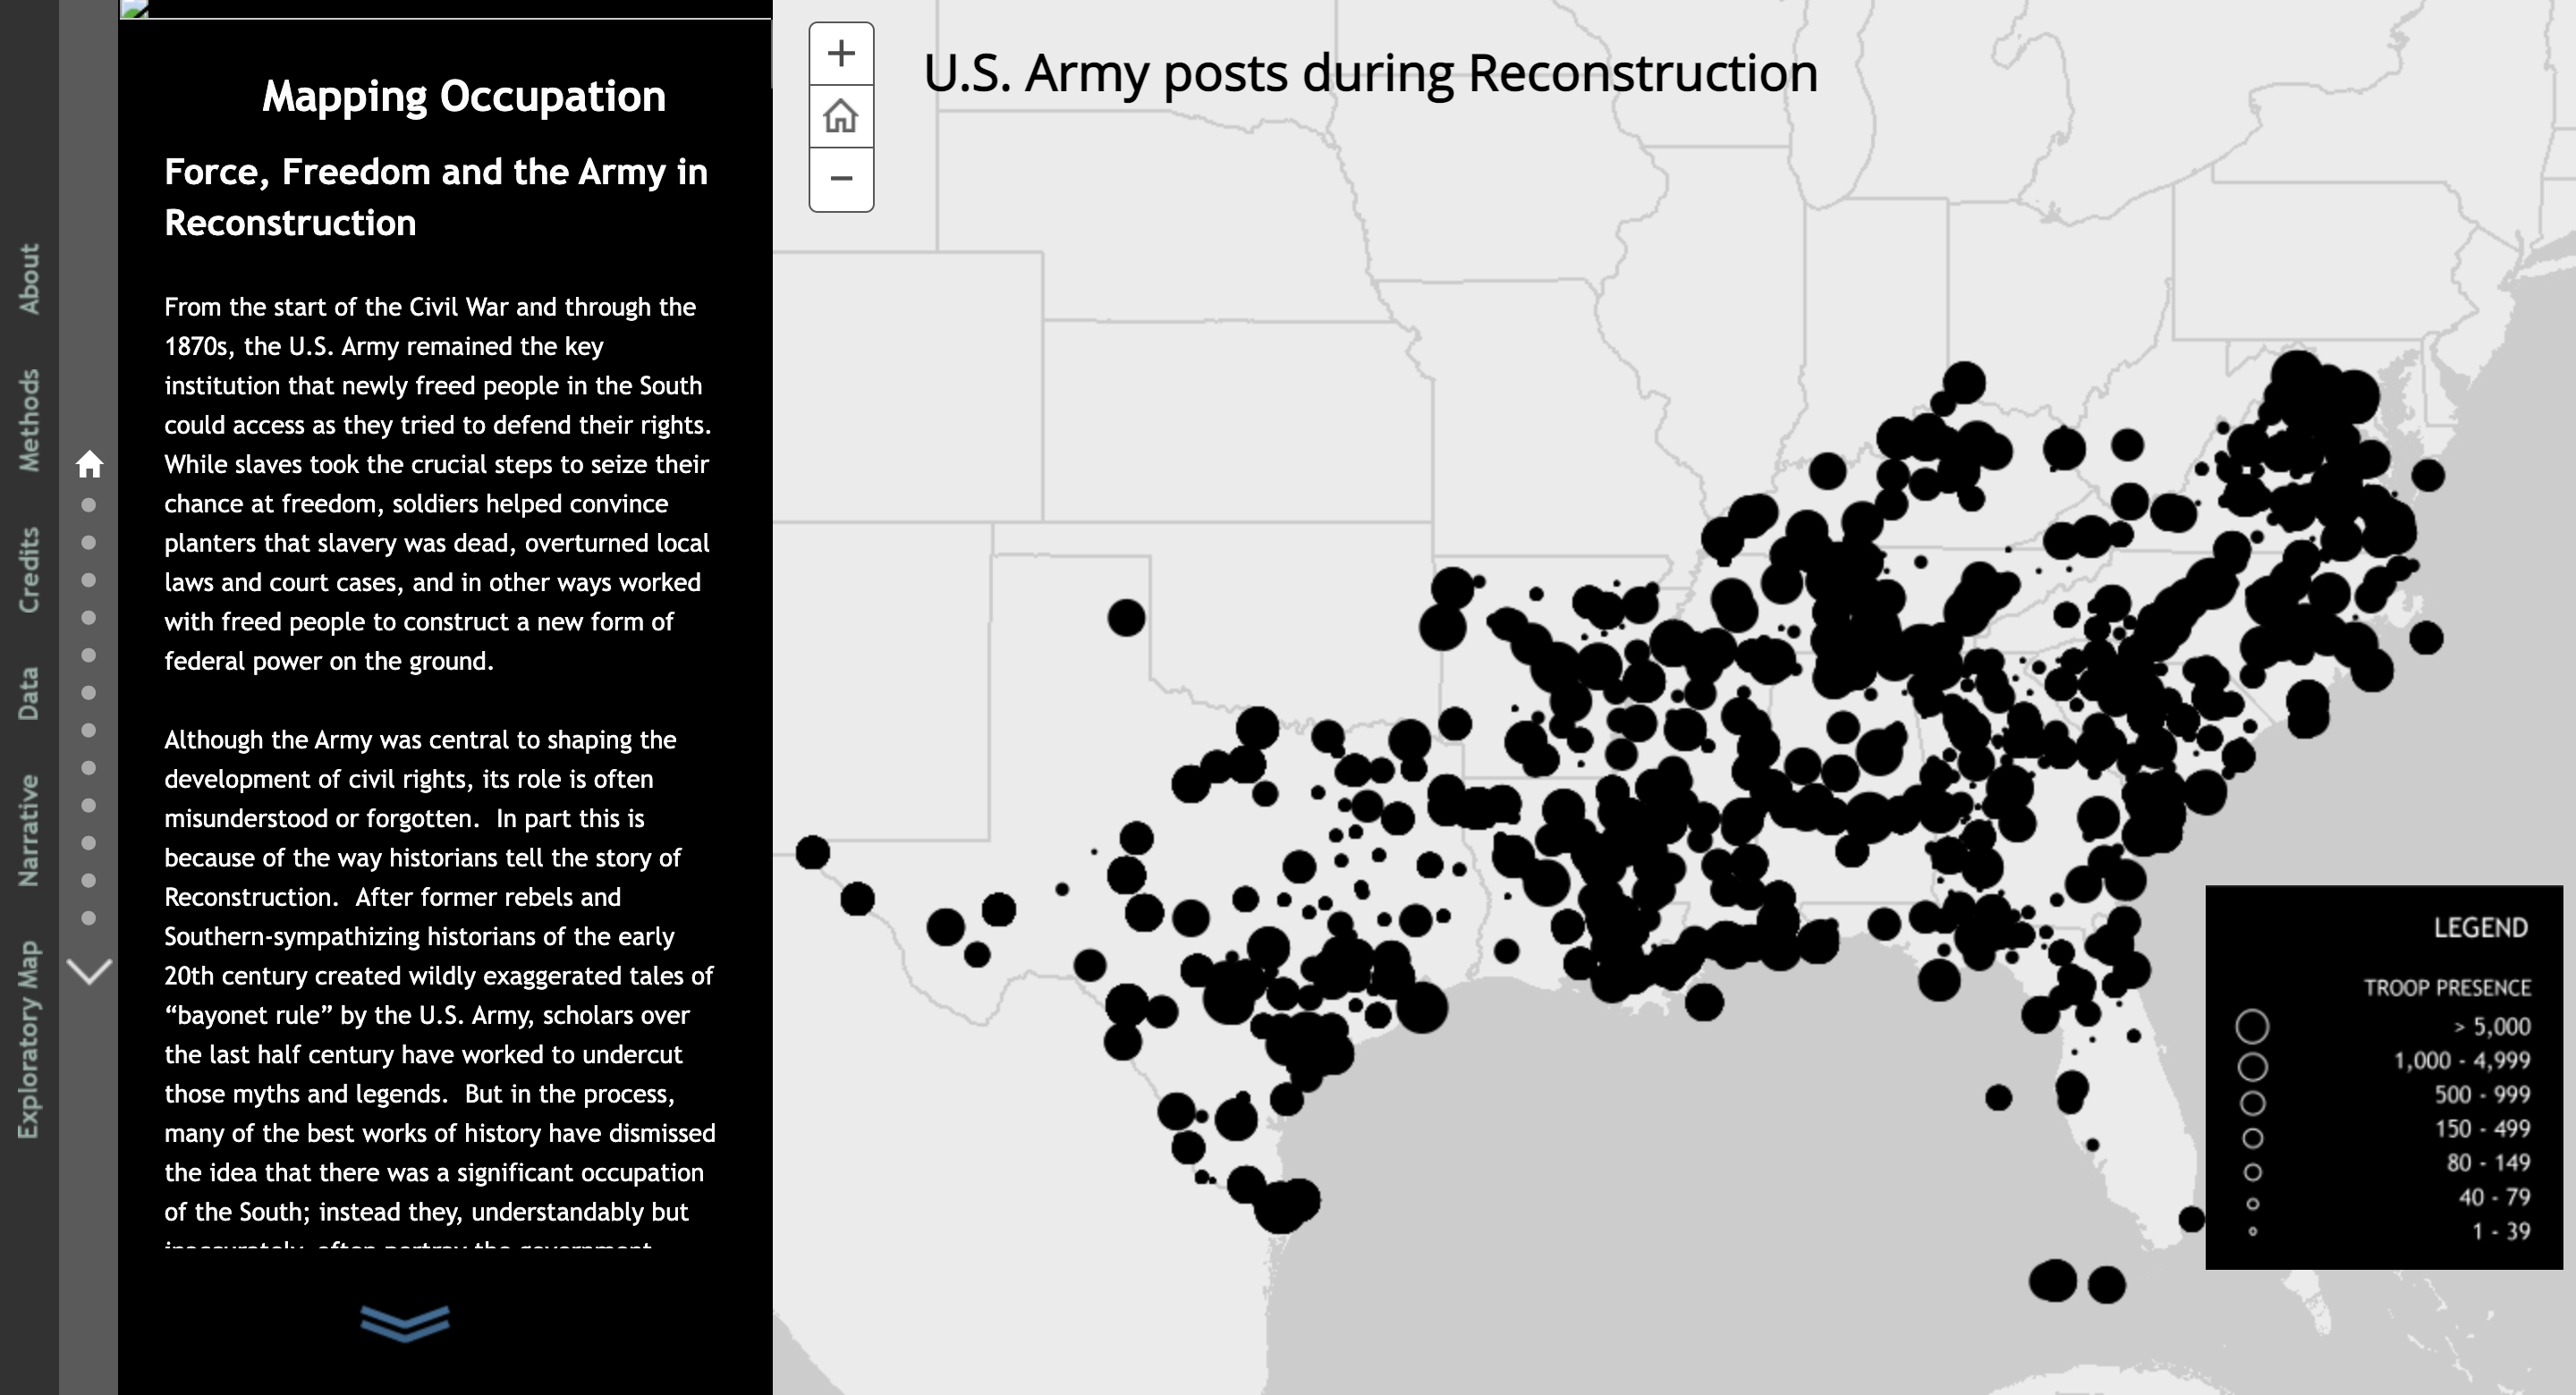 About
Methods
Credits
Data
Narrative
Exploratory Map
Mapping Occupation
Force, Freedom and the Army in
Reconstruction
From the start of the Civil War and through the
1870s, the U.S. Army remained the key
institution that newly freed people in the South
could access as they tried to defend their rights.
While slaves took the crucial steps to seize their
chance at freedom, soldiers helped convince
planters that slavery was dead, overturned local
laws and court cases, and in other ways worked
with freed people to construct a new form of
federal power on the ground.
Although the Army was central to shaping the
development of civil rights, its role is often
misunderstood or forgotten.  In part this is
because of the way historians tell the story of
Reconstruction.  After former rebels and
Southern-sympathizing historians of the early
20th century created wildly exaggerated tales of
“bayonet rule” by the U.S. Army, scholars over
the last half century have worked to undercut
those myths and legends.  But in the process,
many of the best works of history have dismissed
the idea that there was a significant occupation
of the South; instead they, understandably but
inaccurately, often portray the government
+
−
U.S. Army posts during Reconstruction
LEGEND
TROOP PRESENCE
> 5,000
1,000 - 4,999
500 - 999
150 - 499
80 - 149
40 - 79
1 - 39